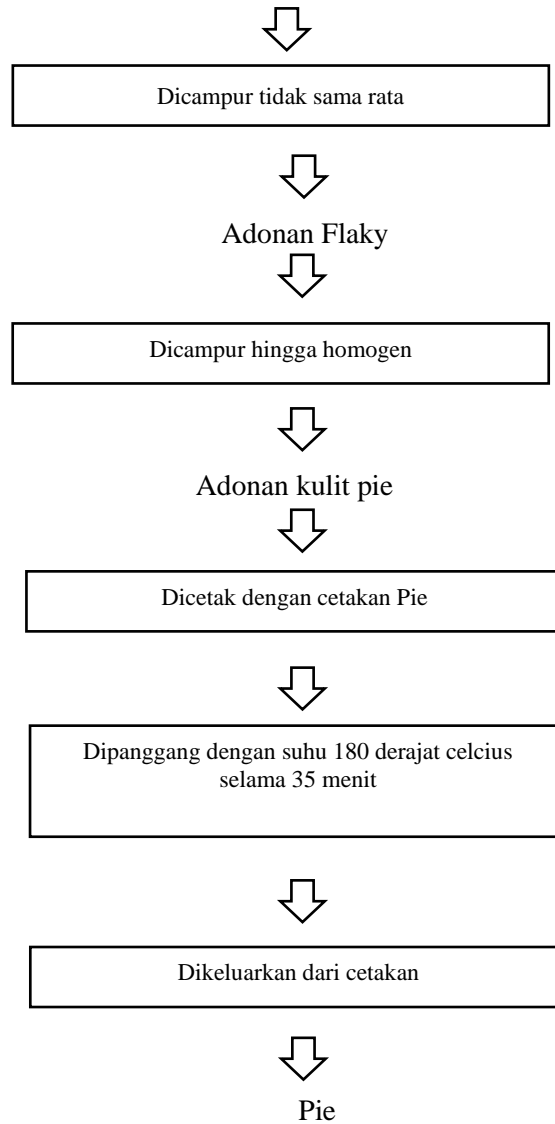 Dicampur tidak sama rata
Adonan Flaky
Dicampur hingga homogen
Adonan kulit pie
Dicetak dengan cetakan Pie
Dipanggang dengan suhu 180 derajat celcius
selama 35 menit
Dikeluarkan dari cetakan
Pie